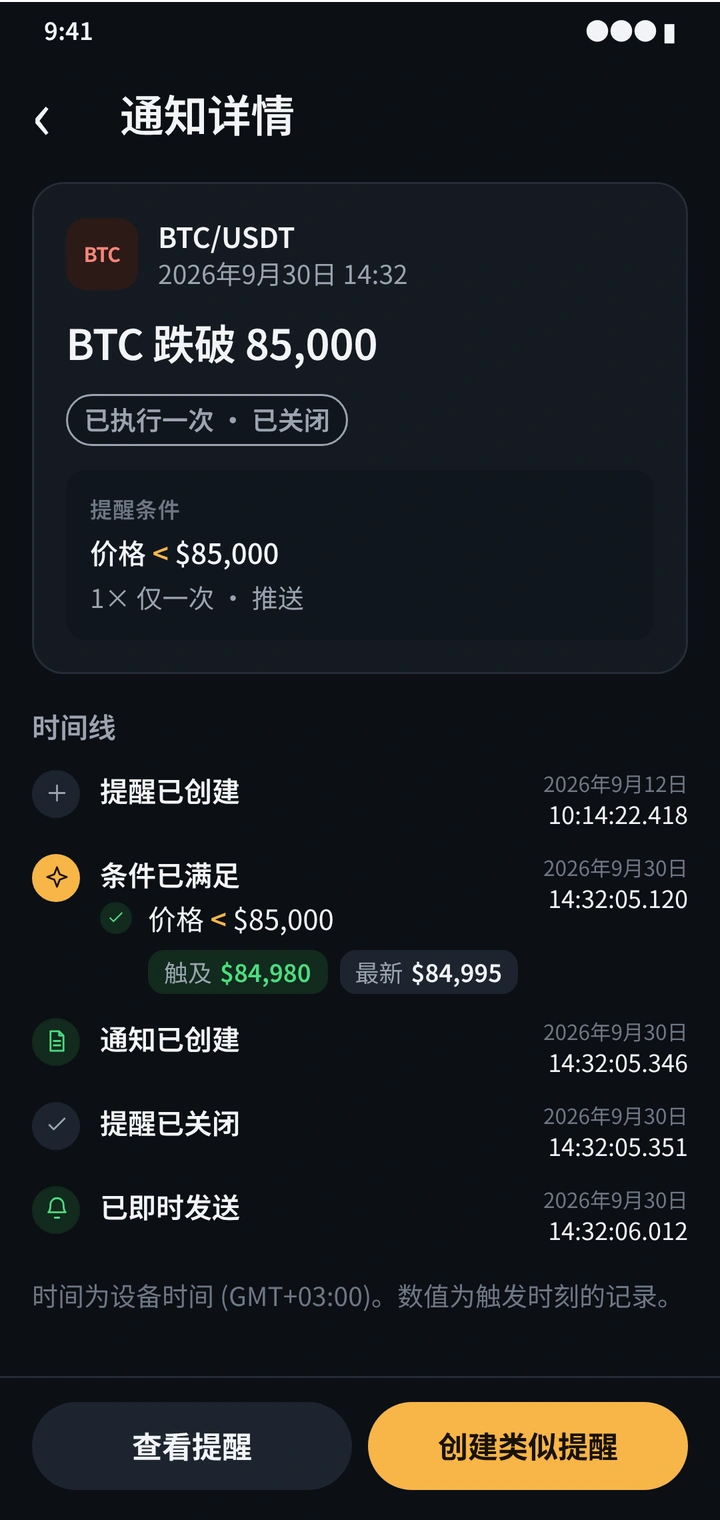 9:41
通知详情
BTC
BTC/USDT
2026年9月30日 14:32
BTC 跌破 85,000
已执行一次 · 已关闭
提醒条件
价格 < $85,000
1× 仅一次 · 推送
时间线
提醒已创建
2026年9月12日
10:14:22.418
条件已满足
2026年9月30日
14:32:05.120
价格 < $85,000
触及 $84,980 最新 $84,995
通知已创建
2026年9月30日
14:32:05.346
提醒已关闭
2026年9月30日
14:32:05.351
已即时发送
2026年9月30日
14:32:06.012
时间为设备时间 (GMT+03:00)。数值为触发时刻的记录。
查看提醒 创建类似提醒